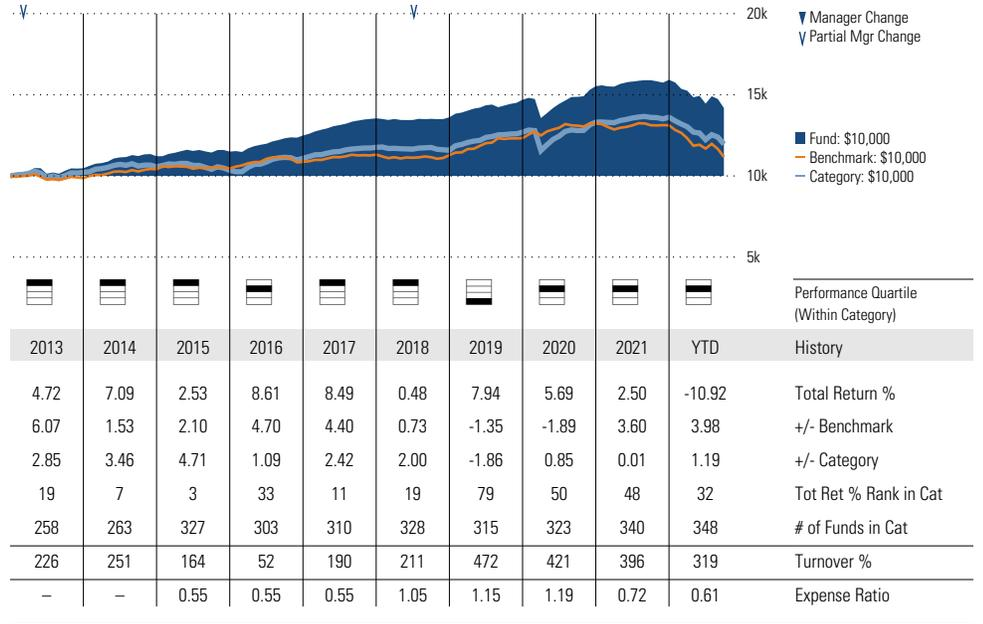 20k
Manager Change
Partial Mgr Change
15k
Fund: $10,000
Benchmark: $10,000
10k
Category: $10,000
5k
Performance Quartile
(Within Category)
2013 2014 2015 2016 2017 2018 2019 2020 2021 YTD History
4.72 7.09 2.53 8.61 8.49 0.48 7.94 5.69 2.50 -10.92 Total Return %
6.07 1.53 2.10 4.70 4.40 0.73 -1.35 -1.89 3.60 3.98 +/- Benchmark
2.85 3.46 4.71 1.09 2.42 2.00 -1.86 0.85 0.01 1.19 +/- Category
19 7 3 33 11 19 79 50 48 32 Tot Ret % Rank in Cat
258 263 327 303 310 328 315 323 340 348 # of Funds in Cat
226 251 164 52 190 211 472 421 396 319 Turnover %
– – 0.55 0.55 0.55 1.05 1.15 1.19 0.72 0.61 Expense Ratio